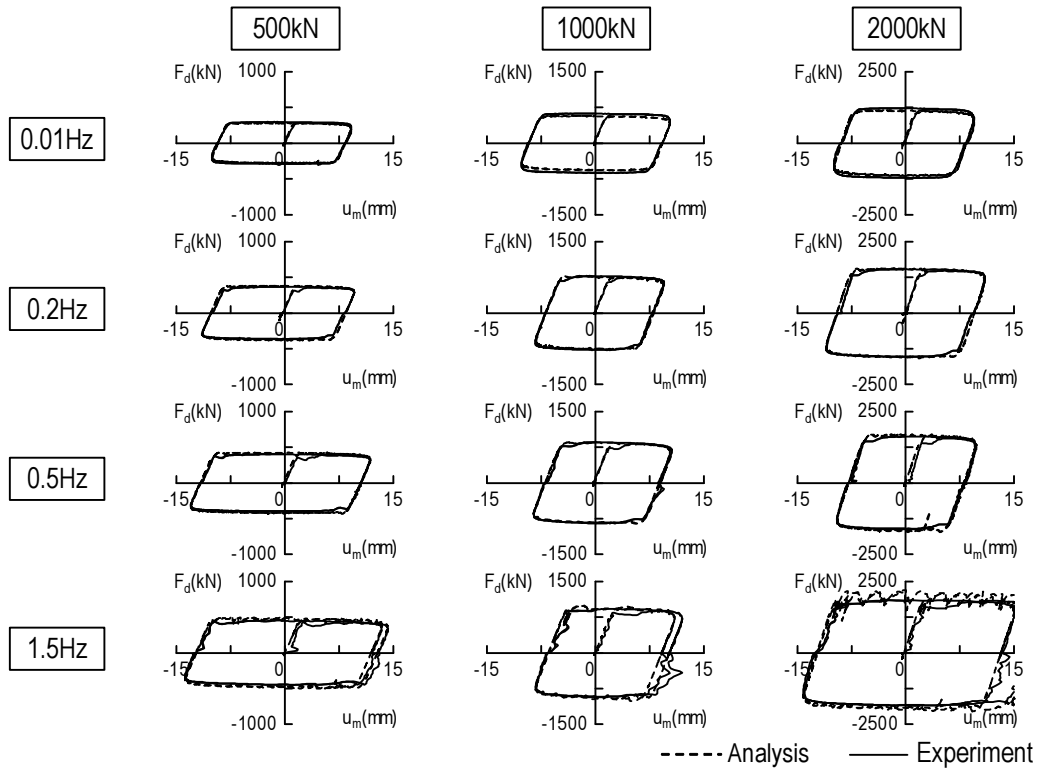 500kN 1000kN 2000kN
F_d(kN) 1000 F_d(kN) 1500 F_d(kN) 2500
0.01Hz
-15 0 15 -15 0 15 -15 0 15
-1000 u_m(mm) -1500 u_m(mm) -2500 u_m(mm)
F_d(kN) 1000 F_d(kN) 1500 F_d(kN) 2500
0.2Hz
-15 0 15 -15 0 15 -15 0 15
-1000 u_m(mm) -1500 u_m(mm) -2500 u_m(mm)
F_d(kN) 1000 F_d(kN) 1500 F_d(kN) 2500
0.5Hz
-15 0 15 -15 0 15 -15 0 15
-1000 u_m(mm) -1500 u_m(mm) -2500 u_m(mm)
F_d(kN) 1000 F_d(kN) 1500 F_d(kN) 2500
1.5Hz
-15 0 15 -15 0 15 -15 0 15
-1000 u_m(mm) -1500 u_m(mm) -2500 u_m(mm)
Analysis Experiment